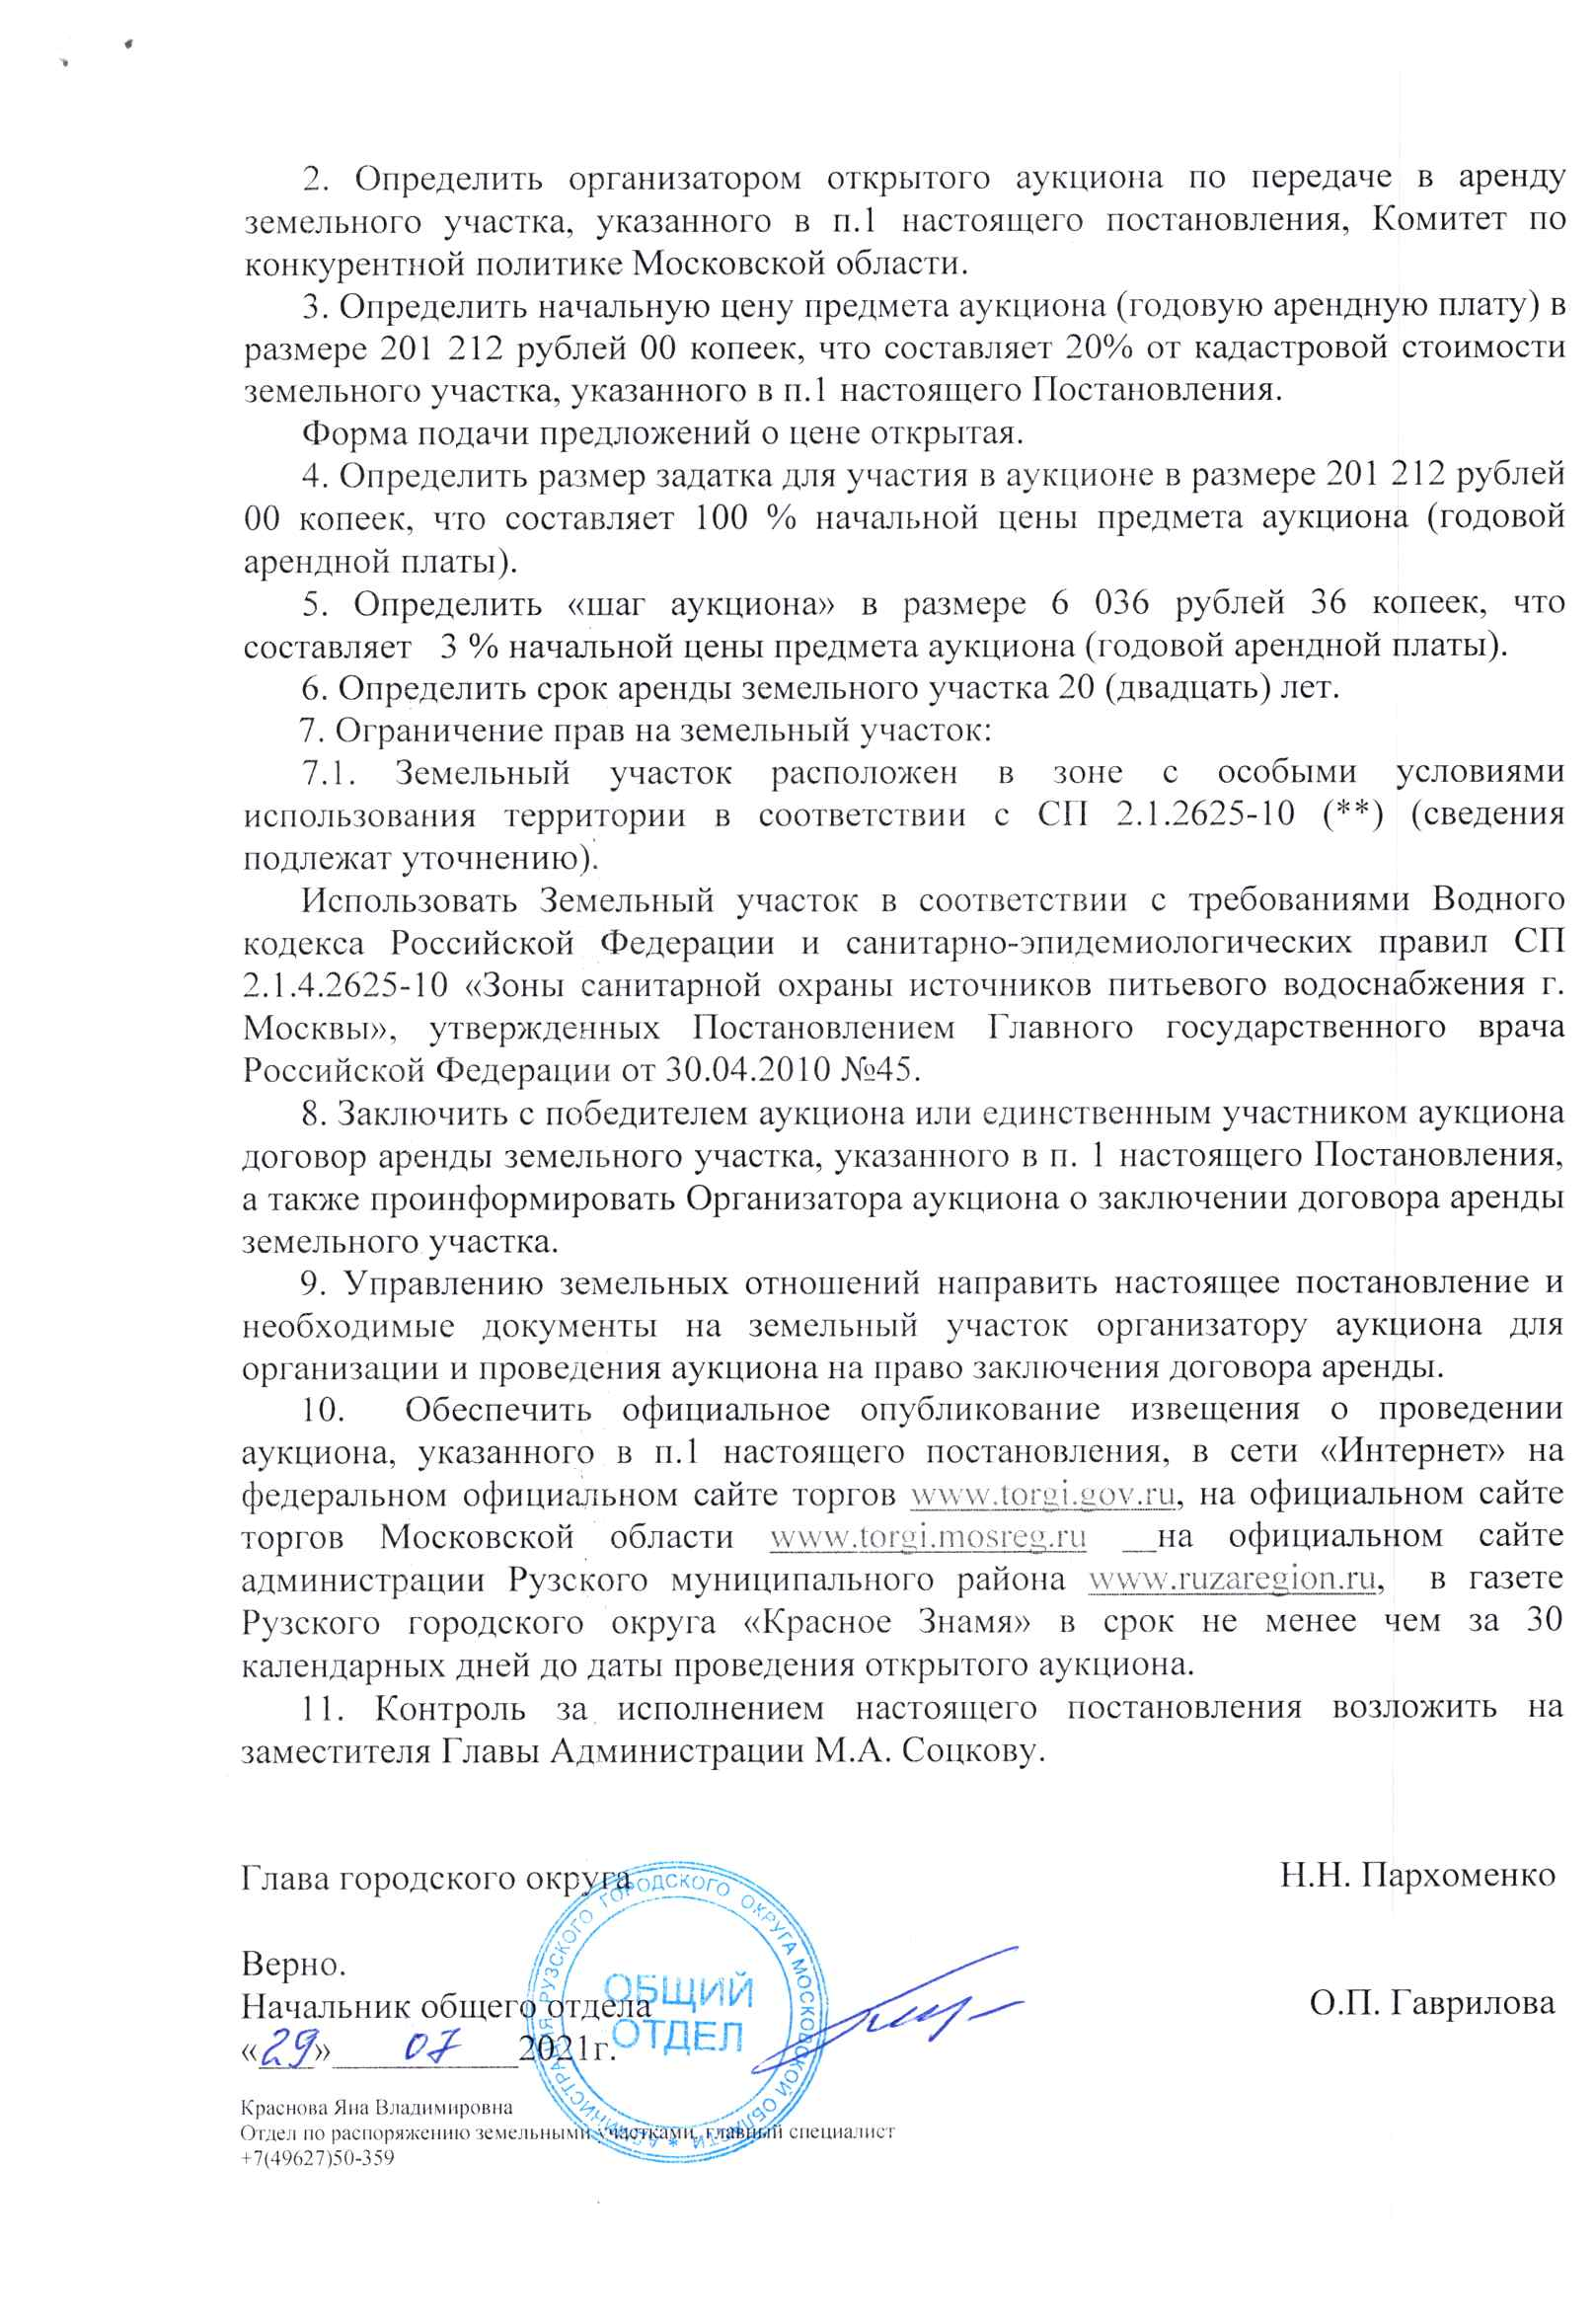 2. Определить организатором открытого аукциона по передаче в аренду
земельного участка, указанного в п.1 настоящего постановления, Комитет по
конкурентной политике Московской области.
3. Определить начальную цену предмета аукциона (годовую арендную плату) в
размере 201 212 рублей 00 копеек, что составляет 20% от кадастровой стоимости
земельного участка, указанного в п.1 настоящего Постановления.
Форма подачи предложений о цене открытая.
4. Определить размер задатка для участия в аукционе в размере 201 212 рублей
00 копеек, что составляет 100 % начальной цены предмета аукциона (годовой
арендной платы).
5. Определить «шаг аукциона» в размере 6 036 рублей 36 копеек, что
составляет 3 % начальной цены предмета аукциона (годовой арендной платы).
6. Определить срок аренды земельного участка 20 (двадцать) лет.
7. Ограничение прав на земельный участок:
7.1. Земельный участок расположен в зоне с особыми условиями
использования территории в соответствии с СП 2.1.2625-10 (**) (сведения
подлежат уточнению).
Использовать Земельный участок в соответствии с требованиями Водного
кодекса Российской Федерации и санитарно-эпидемиологических правил СП
2.1.4.2625-10 «Зоны санитарной охраны источников питьевого водоснабжения г.
Москвы», утвержденных Постановлением Главного государственного врача
Российской Федерации от 30.04.2010 №45.
8. Заключить с победителем аукциона или единственным участником аукциона
договор аренды земельного участка, указанного в п. 1 настоящего Постановления,
а также проинформировать Организатора аукциона о заключении договора аренды
земельного участка.
9. Управлению земельных отношений направить настоящее постановление и
необходимые документы на земельный участок организатору аукциона для
организации и проведения аукциона на право заключения договора аренды.
10. Обеспечить официальное опубликование извещения о проведении
аукциона, указанного в п.1 настоящего постановления, в сети «Интернет» на
федеральном официальном сайте торгов www.torgi.gov.ru, на официальном сайте
торгов Московской области www.torgi.mosreg.ru __на официальном сайте
администрации Рузского муниципального района www.ruzaregion.ru, в газете
Рузского городского округа «Красное Знамя» в срок не менее чем за 30
календарных дней до даты проведения открытого аукциона.
11. Контроль за исполнением настоящего постановления возложить на
заместителя Главы Администрации М.А. Соцкову.
Глава городского округа Н.Н. Пархоменко
Верно.
Начальник общего отдела О.П. Гаврилова
«29» 07 2021г.
АДМИНИСТРАЦИЯ РУЗСКОГО ГОРОДСКОГО ОКРУГА МОСКОВСКОЙ ОБЛАСТИ *
ОБЩИЙ
ОТДЕЛ
Краснова Яна Владимировна
Отдел по распоряжению земельными участками, главный специалист
+7(49627)50-359